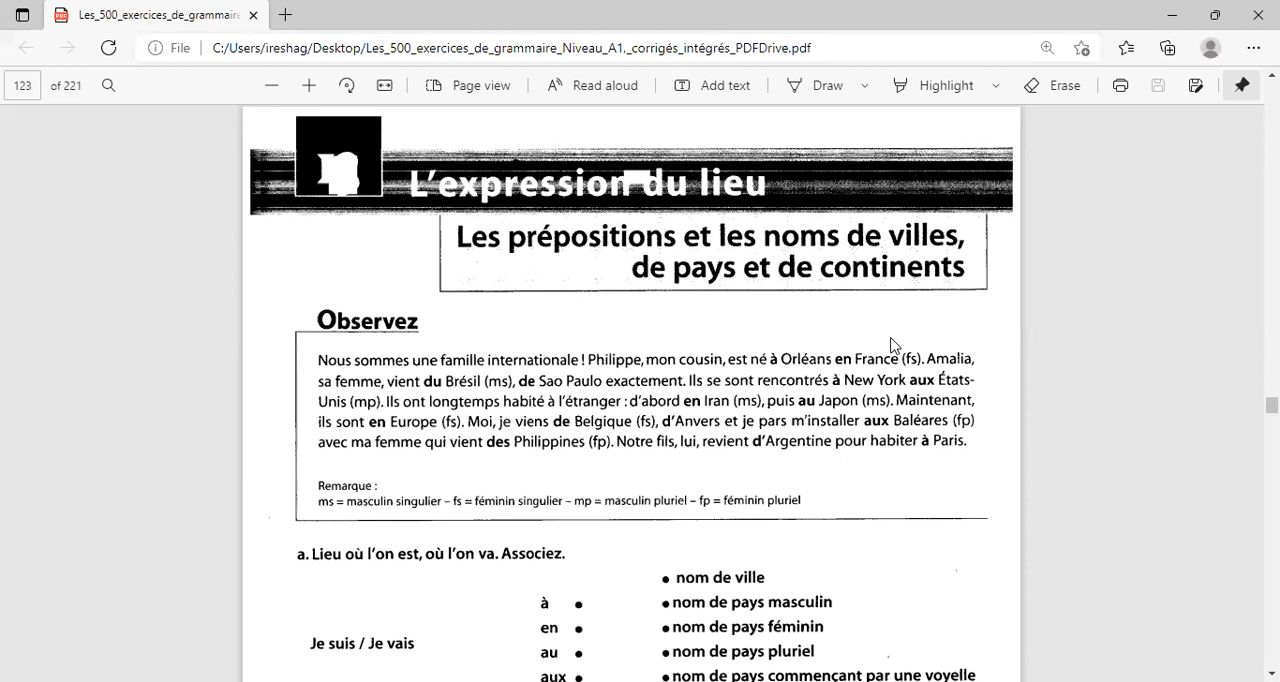 Les_500_exercices_de_grammaire
File C:/Users/ireshag/Desktop/Les_500_exercices_de_grammaire_Niveau_A1,_corrigés_intégrés_PDFDrive.pdf
123 of 221 Page view Read aloud Add text Draw Highlight Erase
L'expression du lieu
Les prépositions et les noms de villes,
de pays et de continents
Observez
Nous sommes une famille internationale ! Philippe, mon cousin, est né à Orléans en France (fs). Amalia,
sa femme, vient du Brésil (ms), de Sao Paulo exactement. Ils se sont rencontrés à New York aux États-
Unis (mp). Ils ont longtemps habité à l'étranger : d'abord en Iran (ms), puis au Japon (ms). Maintenant,
ils sont en Europe (fs). Moi, je viens de Belgique (fs), d'Anvers et je pars m'installer aux Baléares (fp)
avec ma femme qui vient des Philippines (fp). Notre fils, lui, revient d'Argentine pour habiter à Paris.
Remarque :
ms = masculin singulier – fs = féminin singulier – mp = masculin pluriel – fp = féminin pluriel
a. Lieu où l'on est, où l'on va. Associez.
• nom de ville
à • • nom de pays masculin
en • • nom de pays féminin
Je suis / Je vais
au • • nom de pays pluriel
aux • • nom de pays commençant par une voyelle